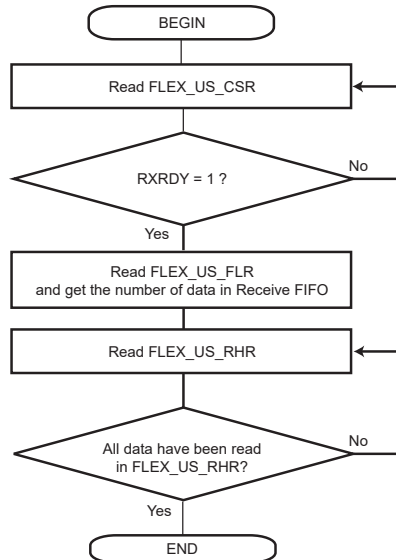 BEGIN
Read FLEX_US_CSR
RXRDY = 1 ?
No
Yes
Read FLEX_US_FLR
and get the number of data in Receive FIFO
Read FLEX_US_RHR
All data have been read
in FLEX_US_RHR?
No
Yes
END